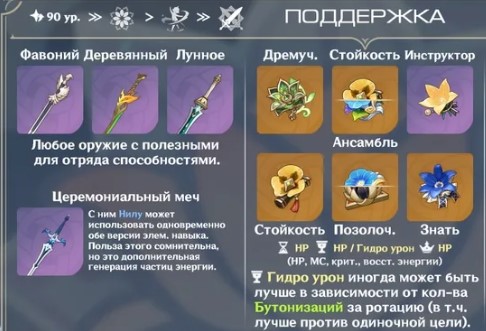 90 ур.
Фавоний Деревянный Лунное
Любое оружие с полезными
для отряда способностями.
Церемониальный меч
С ним Нилу может
использовать одновременно
обе версии элем. навыка.
Польза этого сомнительна,
но это дополнительная
генерация частиц энергии.
ПОДДЕРЖКА
Дремуч. Стойкость Инструктор
Ансамбль
Стойкость Позолоч. Знать
HP HP / Гидро урон HP
(HP, МС, крит., восст. энергии)
Гидро урон иногда может быть
лучше в зависимости от кол-ва
Бутонизаций за ротацию (в т.ч.
лучше против одиночной цели).